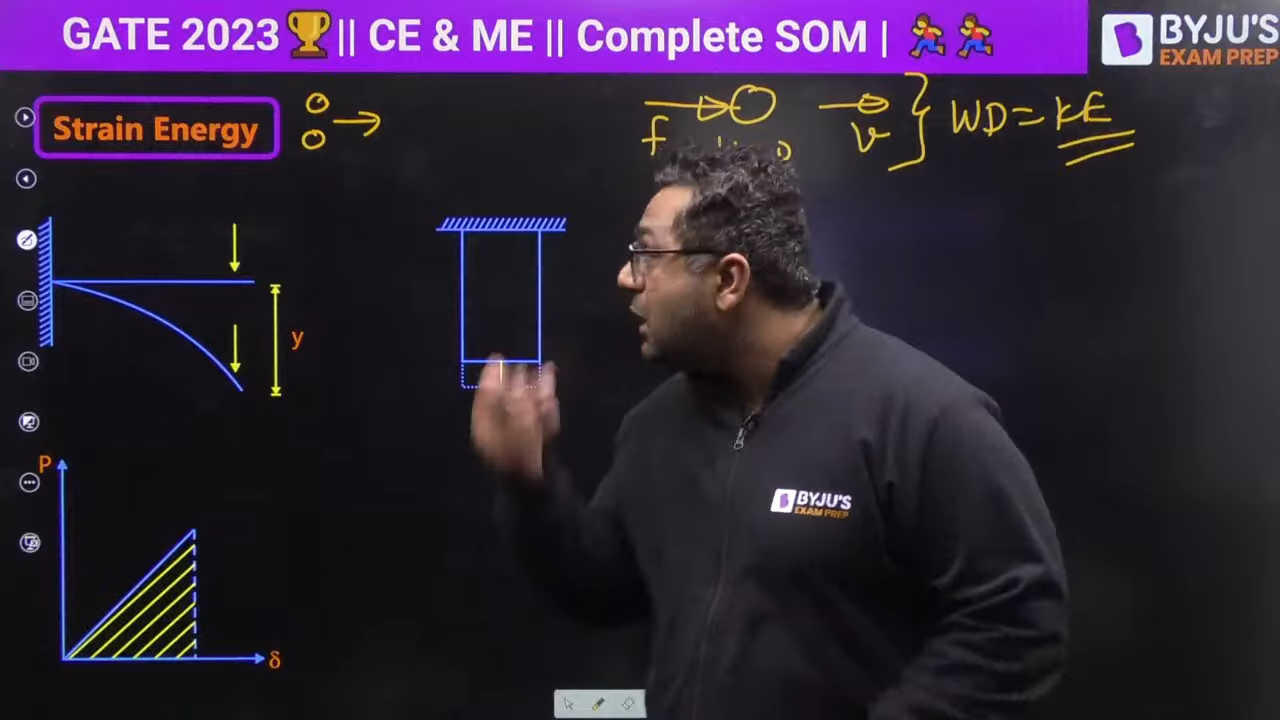 GATE 2023🏆|| CE & ME || Complete SOM | 🏃🏃
BYJU'S
EXAM PREP
Strain Energy
F
v
WD = KE
y
P
δ
BYJU'S
EXAM PREP